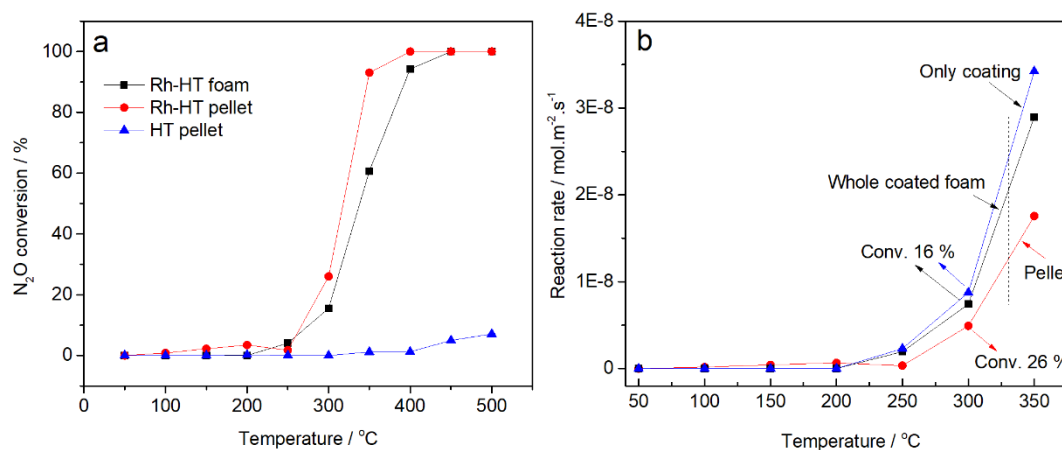 a
N₂O conversion / %
100
80
60
40
20
0
Rh-HT foam
Rh-HT pellet
HT pellet
0 100 200 300 400 500
Temperature / °C
b
Reaction rate / mol.m⁻².s⁻¹
4E-8
3E-8
2E-8
1E-8
0
Only coating
Whole coated foam
Conv. 16 %
Pelle
Conv. 26 %
50 100 150 200 250 300 350
Temperature / °C